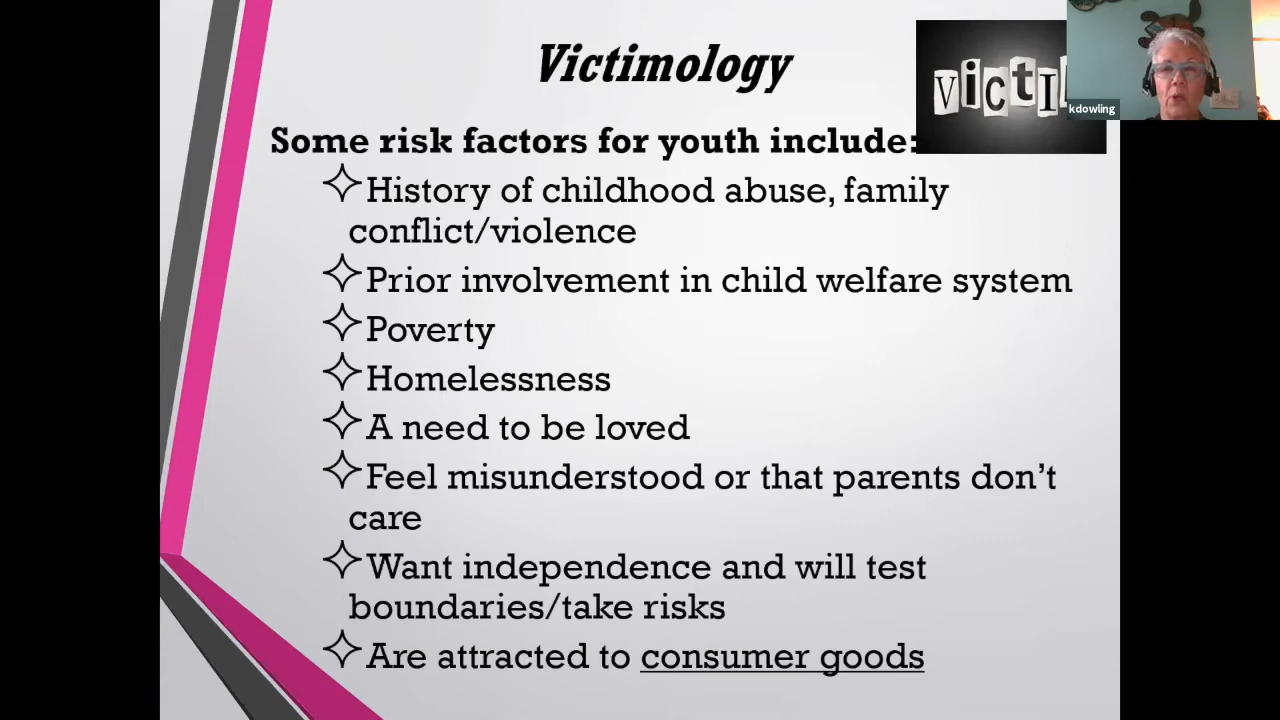 Victimology
VICTI
kdowling
Some risk factors for youth include:
History of childhood abuse, family
conflict/violence
Prior involvement in child welfare system
Poverty
Homelessness
A need to be loved
Feel misunderstood or that parents don’t
care
Want independence and will test
boundaries/take risks
Are attracted to consumer goods